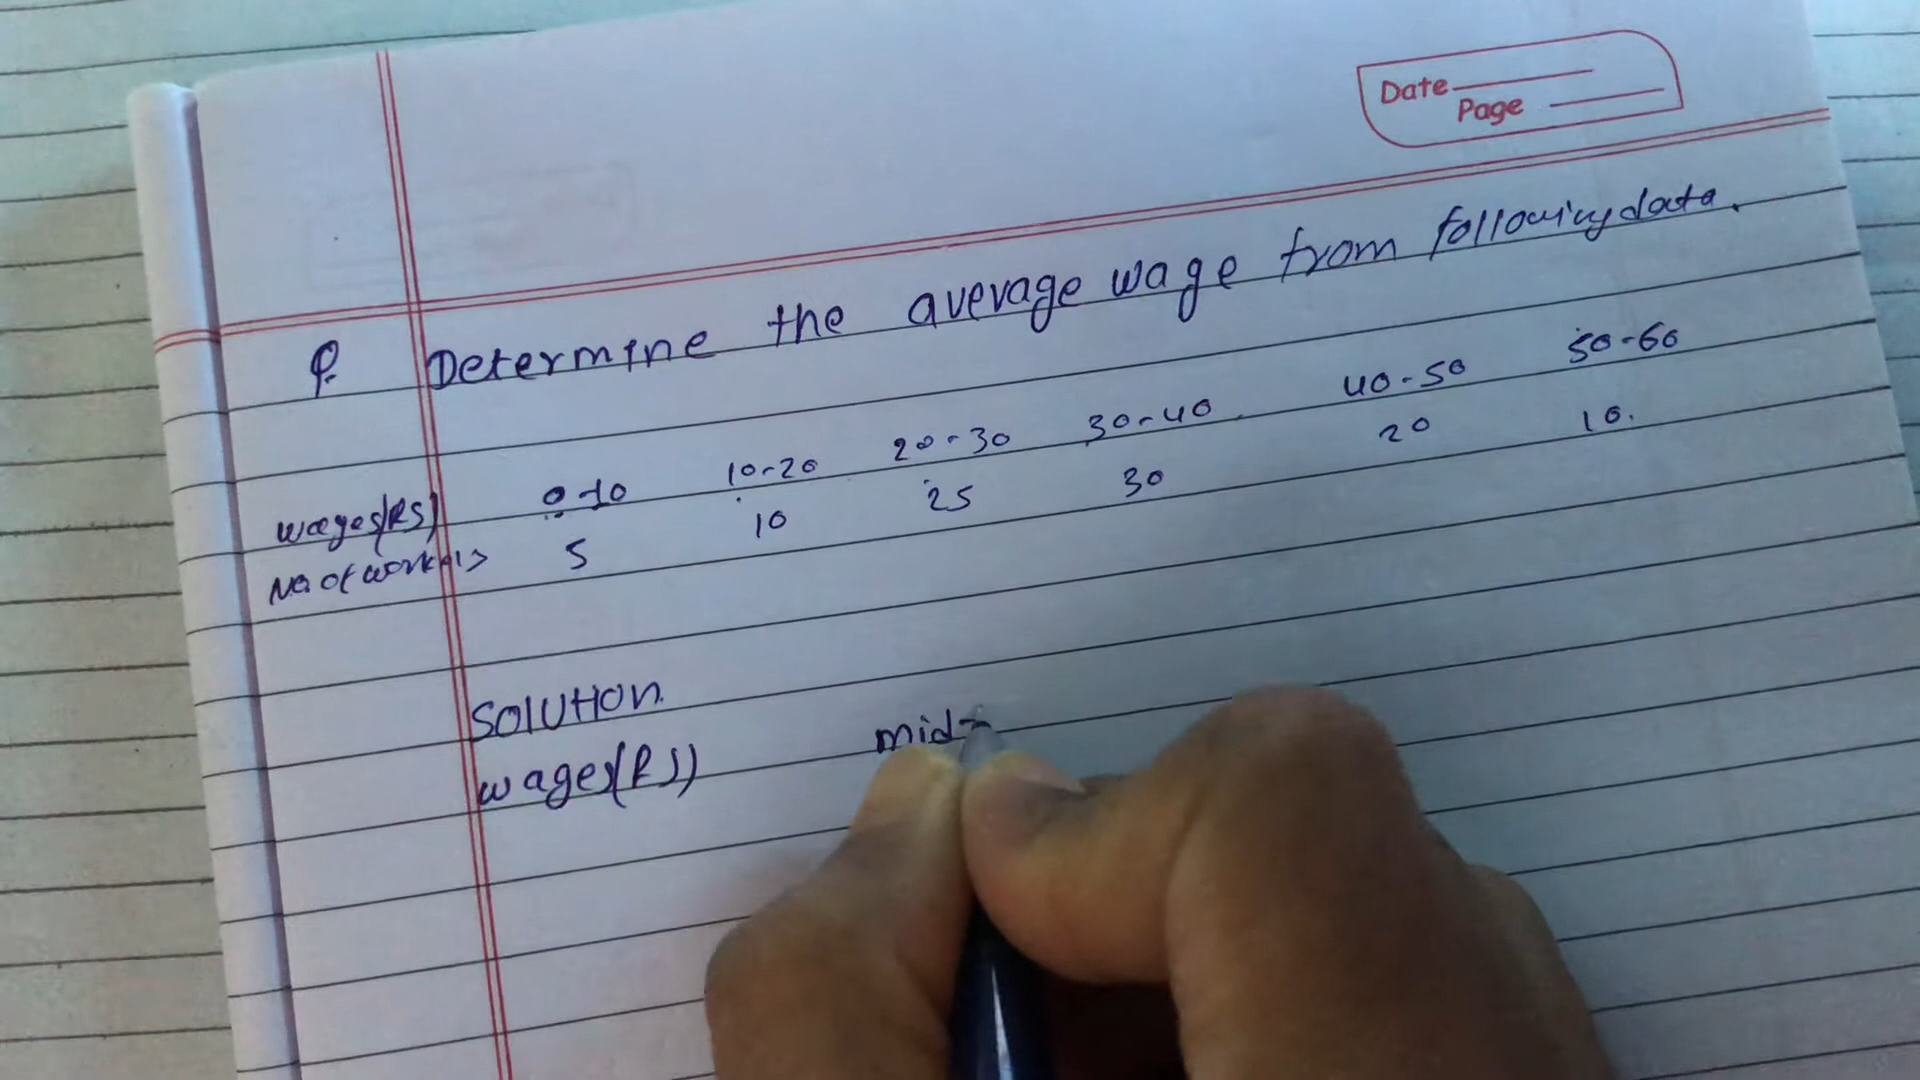 Date
Page
Q. Determine the average wage from following data.
wages(RS) 0-10 10-20 20-30 30-40 40-50 50-60
No. of workers 5 10 25 30 20 10.
Solution.
wages(RS) mid-